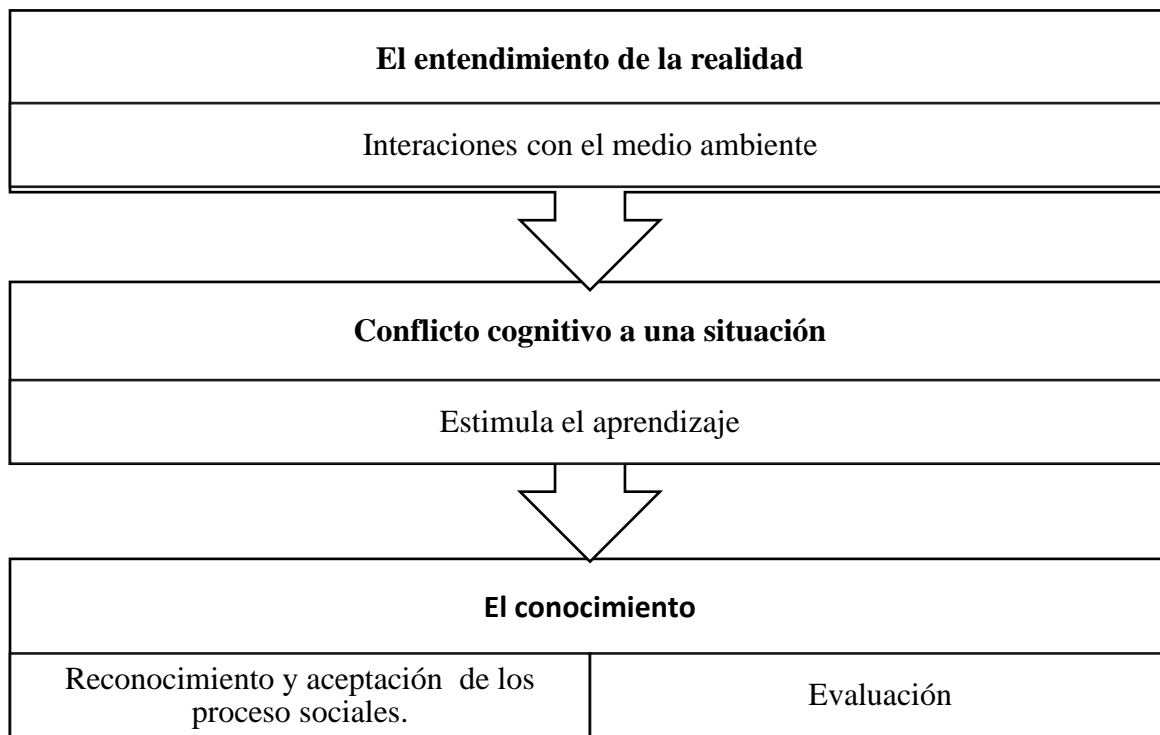 El entendimiento de la realidad
Interaciones con el medio ambiente
Conflicto cognitivo a una situación
Estimula el aprendizaje
El conocimiento
Reconocimiento y aceptación  de los
proceso sociales.
Evaluación